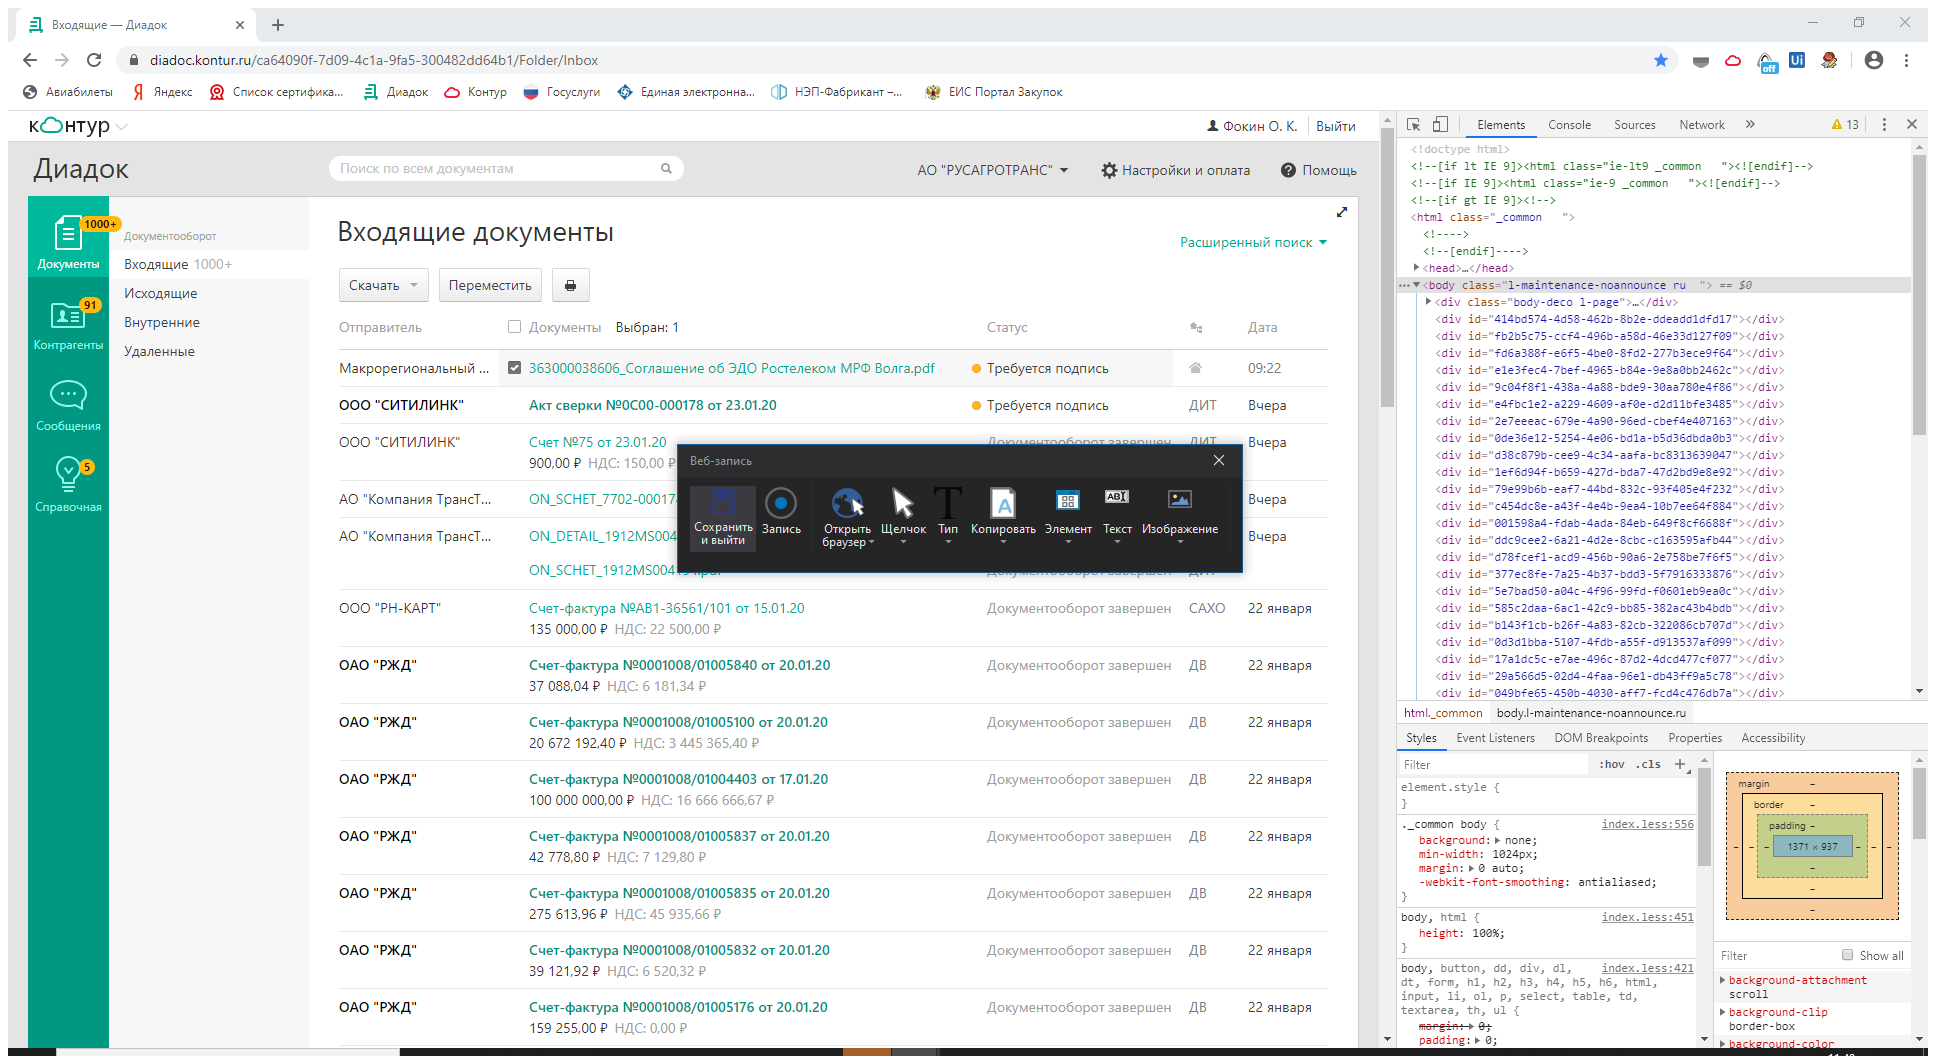 Входящие — Диадок
diadoc.kontur.ru/ca64090f-7d09-4c1a-9fa5-300482dd64b1/Folder/Inbox
off
Ui
Авиабилеты
Яндекс
Список сертифика...
Диадок
Контур
Госуслуги
Единая электронна...
НЭП-Фабрикант –...
ЕИС Портал Закупок
контур
Фокин О. К.
Выйти
Диадок
Поиск по всем документам
АО "РУСАГРОТРАНС"
Настройки и оплата
Помощь
1000+
Документы
91
Контрагенты
Сообщения
5
Справочная
Документооборот
Входящие 1000+
Исходящие
Внутренние
Удаленные
Входящие документы
Расширенный поиск
Скачать
Переместить
Отправитель
Документы
Выбран: 1
Статус
Дата
Макрорегиональный ...
363000038606_Соглашение об ЭДО Ростелеком МРФ Волга.pdf
Требуется подпись
09:22
ООО "СИТИЛИНК"
Акт сверки №0С00-000178 от 23.01.20
Требуется подпись
ДИТ
Вчера
ООО "СИТИЛИНК"
Счет №75 от 23.01.20
Документооборот завершен
ДИТ
Вчера
900,00 ₽ НДС: 150,00 ₽
АО "Компания ТрансТ...
ON_SCHET_7702-00017
Вчера
АО "Компания ТрансТ...
ON_DETAIL_1912MS004
Вчера
Веб-запись
Сохранить и выйти
Запись
Открыть браузер
Щелчок
Тип
Копировать
Элемент
Текст
Изображение
ООО "РН-КАРТ"
Счет-фактура №АВ1-36561/101 от 15.01.20
Документооборот завершен
САХО
22 января
135 000,00 ₽ НДС: 22 500,00 ₽
ОАО "РЖД"
Счет-фактура №0001008/01005840 от 20.01.20
Документооборот завершен
ДВ
22 января
37 088,04 ₽ НДС: 6 181,34 ₽
ОАО "РЖД"
Счет-фактура №0001008/01005100 от 20.01.20
Документооборот завершен
ДВ
22 января
20 672 192,40 ₽ НДС: 3 445 365,40 ₽
ОАО "РЖД"
Счет-фактура №0001008/01004403 от 17.01.20
Документооборот завершен
ДВ
22 января
100 000 000,00 ₽ НДС: 16 666 666,67 ₽
ОАО "РЖД"
Счет-фактура №0001008/01005837 от 20.01.20
Документооборот завершен
ДВ
22 января
42 778,80 ₽ НДС: 7 129,80 ₽
ОАО "РЖД"
Счет-фактура №0001008/01005835 от 20.01.20
Документооборот завершен
ДВ
22 января
275 613,96 ₽ НДС: 45 935,66 ₽
ОАО "РЖД"
Счет-фактура №0001008/01005832 от 20.01.20
Документооборот завершен
ДВ
22 января
39 121,92 ₽ НДС: 6 520,32 ₽
ОАО "РЖД"
Счет-фактура №0001008/01005176 от 20.01.20
Документооборот завершен
ДВ
22 января
159 255,00 ₽ НДС: 0,00 ₽
Elements
Console
Sources
Network
13
<!doctype html>
<!--[if lt IE 9]><html class="ie-lt9 _common "><![endif]-->
<!--[if IE 9]><html class="ie-9 _common "><![endif]-->
<!--[if gt IE 9]><!-->
<html class="_common ">
<!---->
<!--[endif]---->
<head>…</head>
<body class="l-maintenance-noannounce ru "> == $0
<div class="body-deco l-page">…</div>
<div id="414bd574-4d58-462b-8b2e-ddeadd1dfd17"></div>
<div id="fb2b5c75-ccf4-496b-a58d-46e33d127f09"></div>
<div id="fd6a388f-e6f5-4be0-8fd2-277b3ece9f64"></div>
<div id="e1e3fec4-7bef-4965-b84e-9e8a0bb2462c"></div>
<div id="9c04f8f1-438a-4a88-bde9-30aa780e4f86"></div>
<div id="e4fbc1e2-a229-4609-af0e-d2d11bfe3485"></div>
<div id="2e7eeeac-679e-4a90-96ed-cbef4e407163"></div>
<div id="0de36e12-5254-4e06-bd1a-b5d36dbda0b3"></div>
<div id="d38c879b-cee9-4c34-aafa-bc8313639047"></div>
<div id="1ef6d94f-b659-427d-bda7-47d2bd9e8e92"></div>
<div id="79e99b6b-eaf7-44bd-832c-93f405e4f232"></div>
<div id="c454dc8e-a43f-4e4b-9ea4-10b7ee64f884"></div>
<div id="001598a4-fdab-4ada-84eb-649f8cf6688f"></div>
<div id="ddc9cee2-6a21-4d2e-8cbc-c163595afb44"></div>
<div id="d78fcef1-acd9-456b-90a6-2e758be7f6f5"></div>
<div id="377ec8fe-7a25-4b37-bdd3-5f7916333876"></div>
<div id="5e7bad50-a04c-4f96-99fd-f0601eb9ea0c"></div>
<div id="585c2daa-6ac1-42c9-bb85-382ac43b4bdb"></div>
<div id="b143f1cb-b26f-4a83-82cb-322086cb707d"></div>
<div id="0d3d1bba-5107-4fdb-a55f-d913537af099"></div>
<div id="17a1dc5c-e7ae-496c-87d2-4dcd477cf077"></div>
<div id="29a566d5-02d4-4faa-96e1-db43ff9a5c78"></div>
<div id="049bfe65-450b-4030-aff7-fcd4c476db7a"></div>
html._common
body.l-maintenance-noannounce.ru
Styles
Event Listeners
DOM Breakpoints
Properties
Accessibility
Filter
:hov .cls +
element.style {
}
._common body {
index.less:556
background: none;
min-width: 1024px;
margin: 0 auto;
-webkit-font-smoothing: antialiased;
}
body, html {
index.less:451
height: 100%;
}
body, button, dd, div, dl,
index.less:421
dt, form, h1, h2, h3, h4, h5, h6, html,
input, li, ol, p, select, table, td,
textarea, th, ul {
margin: 0;
padding: 0;
margin –
border –
padding –
1371 × 937
Filter
Show all
background-attachment
scroll
background-clip
border-box
background-color